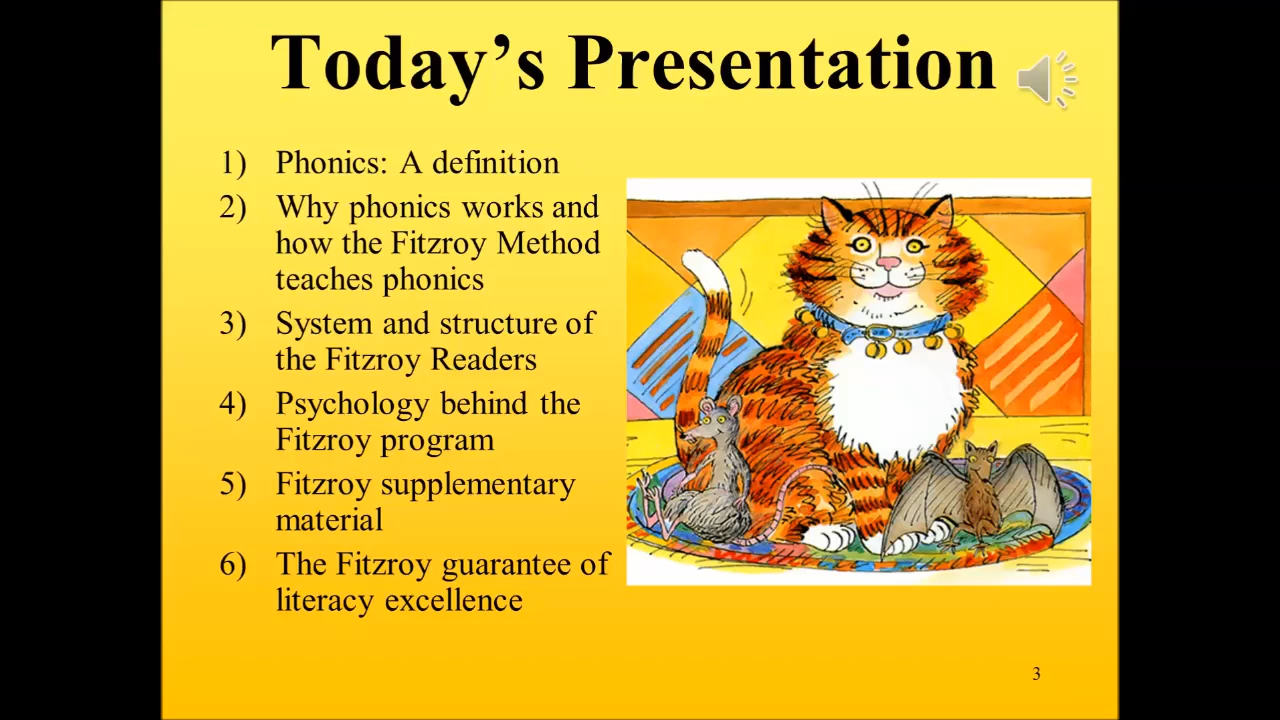 Today’s Presentation
1) Phonics: A definition
2) Why phonics works and
how the Fitzroy Method
teaches phonics
3) System and structure of
the Fitzroy Readers
4) Psychology behind the
Fitzroy program
5) Fitzroy supplementary
material
6) The Fitzroy guarantee of
literacy excellence
3